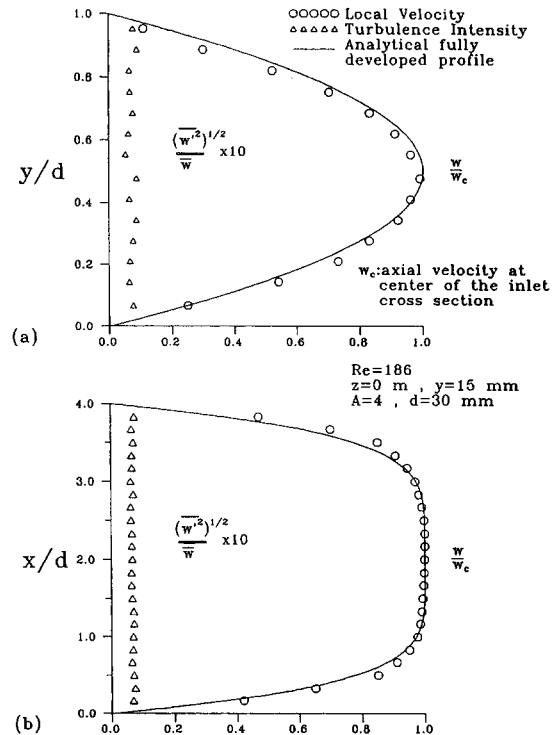 ○○○○○ Local Velocity
△△△△ Turbulence Intensity
—— Analytical fully
developed profile
1.0
0.8
0.6
0.4
0.2
0.0
y/d
(w'²)^1/2 / w x10
w/w_c
w_c:axial velocity at
center of the inlet
cross section
0.0 0.2 0.4 0.6 0.8 1.0
(a)
Re=186
z=0 m , y=15 mm
A=4 , d=30 mm
4.0
3.0
2.0
1.0
0.0
x/d
(w'²)^1/2 / w x10
w/w_c
0.0 0.2 0.4 0.6 0.8 1.0
(b)